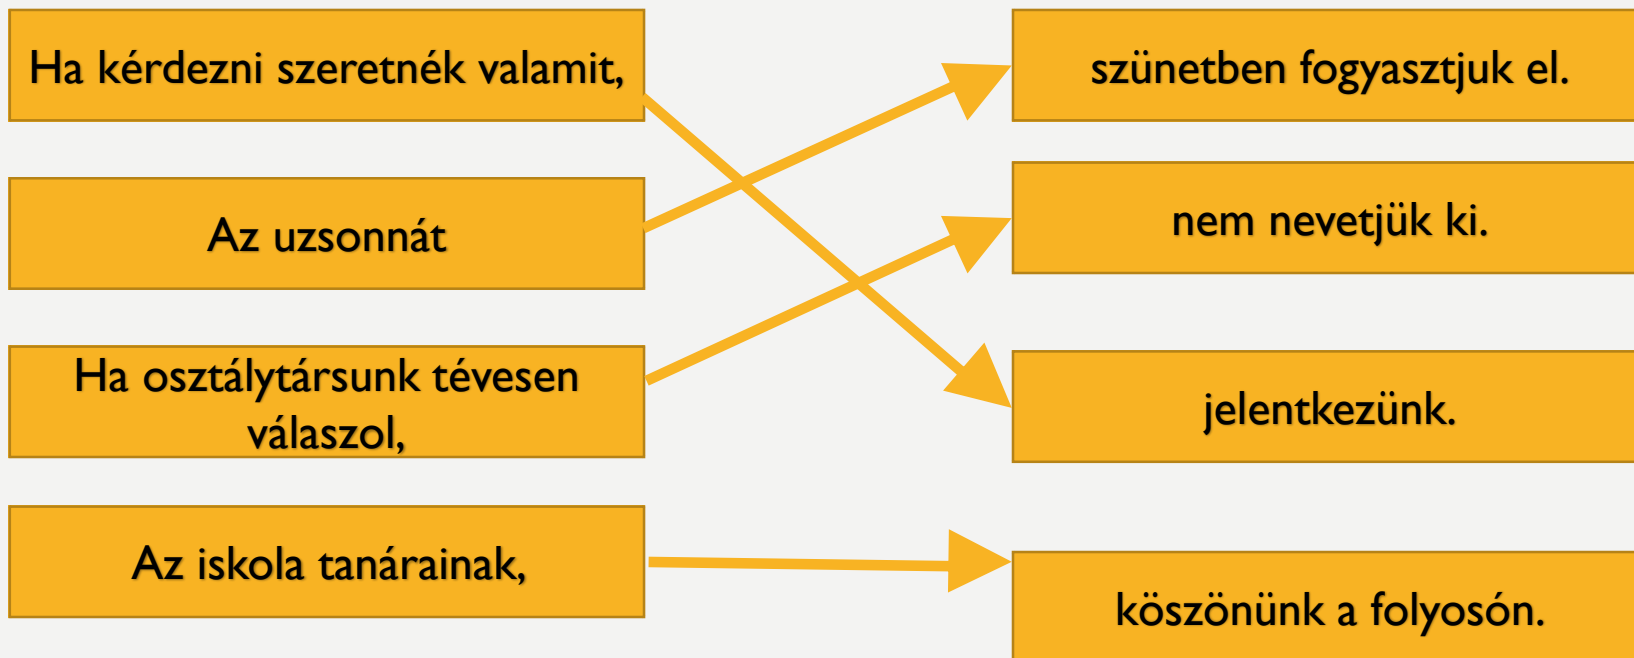 Ha kérdezni szeretnék valamit,
szünetben fogyasztjuk el.
Az uzsonnát
nem nevetjük ki.
Ha osztálytársunk tévesen
válaszol,
jelentkezünk.
Az iskola tanárainak,
köszönünk a folyosón.